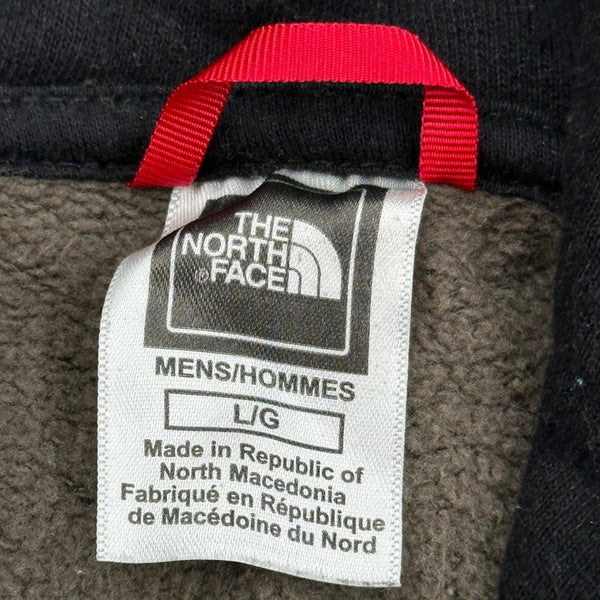 THE
NORTH
® FACE
MENS/HOMMES
L/G
Made in Republic of
North Macedonia
Fabriqué en République
de Macédoine du Nord